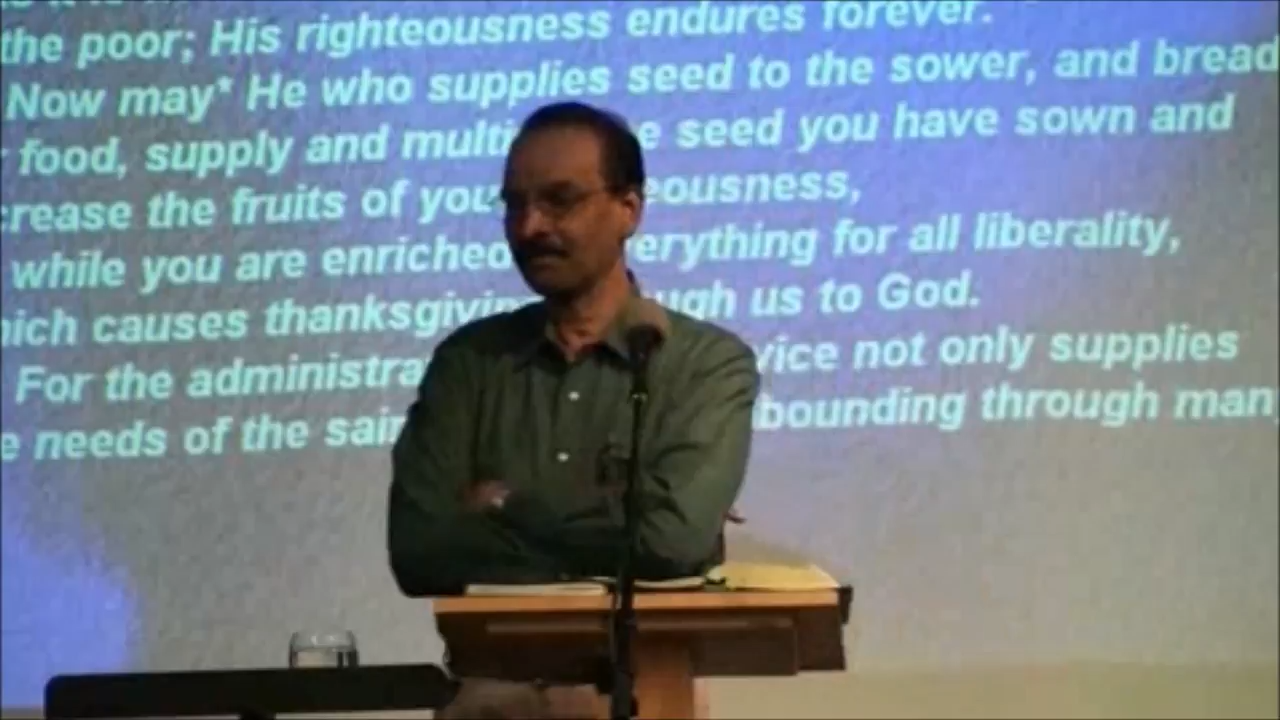 the poor; His righteousness endures forever.
Now may* He who supplies seed to the sower, and bread
food, supply and multi e seed you have sown and
crease the fruits of you eousness,
while you are enriched erything for all liberality,
hich causes thanksgivin ugh us to God.
For the administra vice not only supplies
e needs of the sain bounding through man